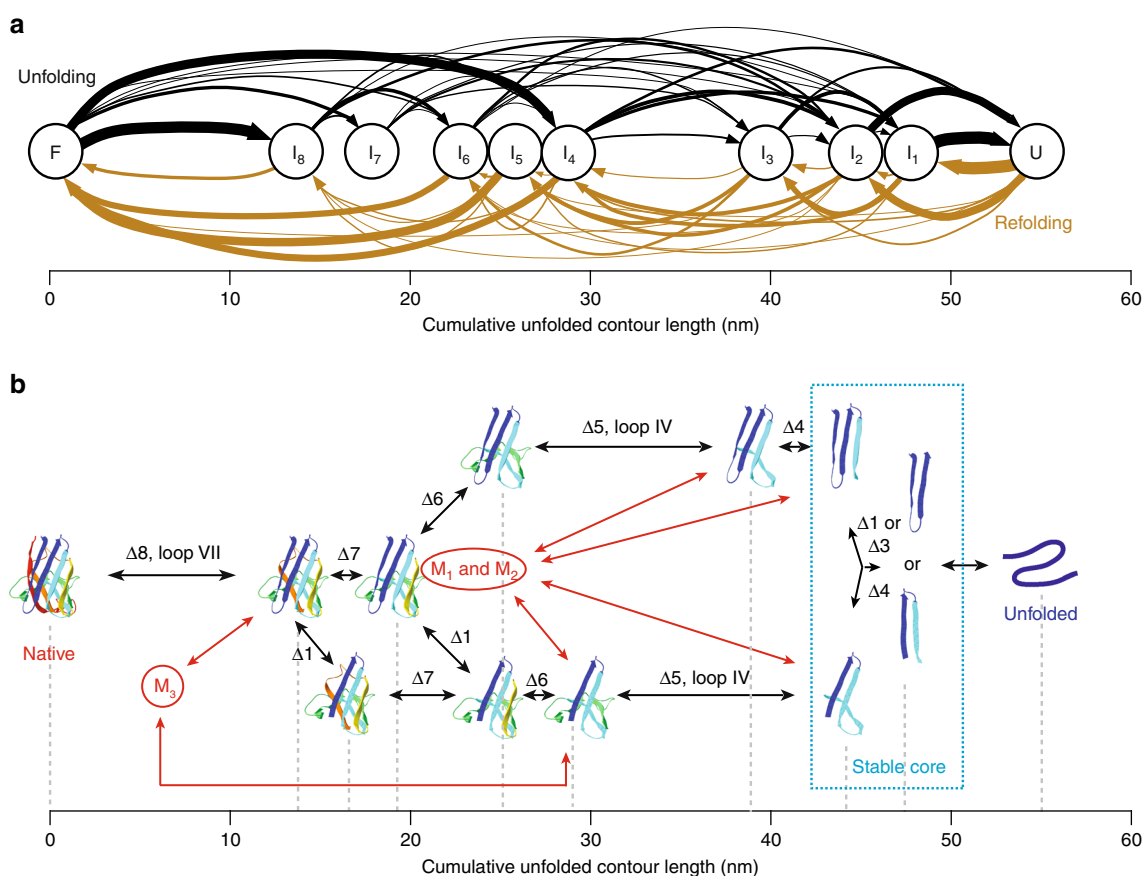 a
Unfolding
F I₈ I₇ I₆ I₅ I₄ I₃ I₂ I₁ U
Refolding
0 10 20 30 40 50 60
Cumulative unfolded contour length (nm)
b
Δ5, loop IV
Δ4
Δ6
Δ8, loop VII
Δ7
M₁ and M₂
Δ1 or
Δ3
or
Δ4
Unfolded
Native
Δ1
Δ1
M₃
Δ7
Δ6
Δ5, loop IV
Stable core
0 10 20 30 40 50 60
Cumulative unfolded contour length (nm)